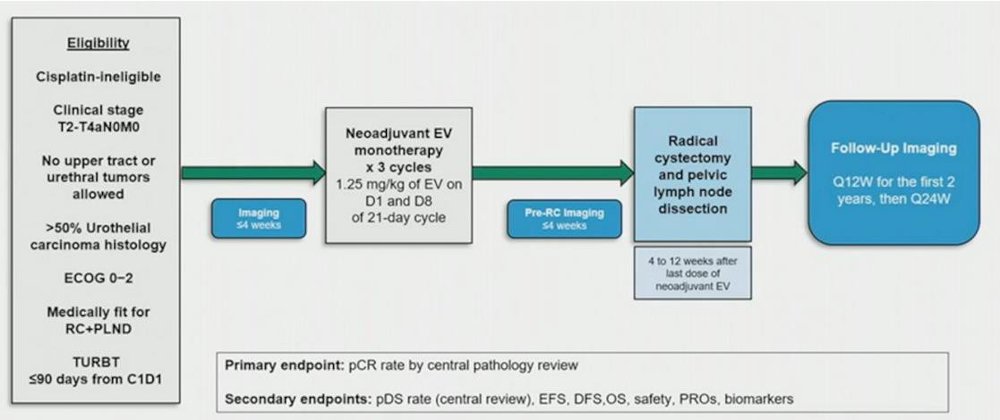 Eligibility
Cisplatin-ineligible
Clinical stage
T2-T4aN0M0
No upper tract or
urethral tumors
allowed
>50% Urothelial
carcinoma histology
ECOG 0−2
Medically fit for
RC+PLND
TURBT
≤90 days from C1D1
Imaging
≤4 weeks
Neoadjuvant EV
monotherapy
x 3 cycles
1.25 mg/kg of EV on
D1 and D8
of 21-day cycle
Pre-RC Imaging
≤4 weeks
Radical
cystectomy
and pelvic
lymph node
dissection
4 to 12 weeks after
last dose of
neoadjuvant EV
Follow-Up Imaging
Q12W for the first 2
years, then Q24W
Primary endpoint: pCR rate by central pathology review
Secondary endpoints: pDS rate (central review), EFS, DFS,OS, safety, PROs, biomarkers